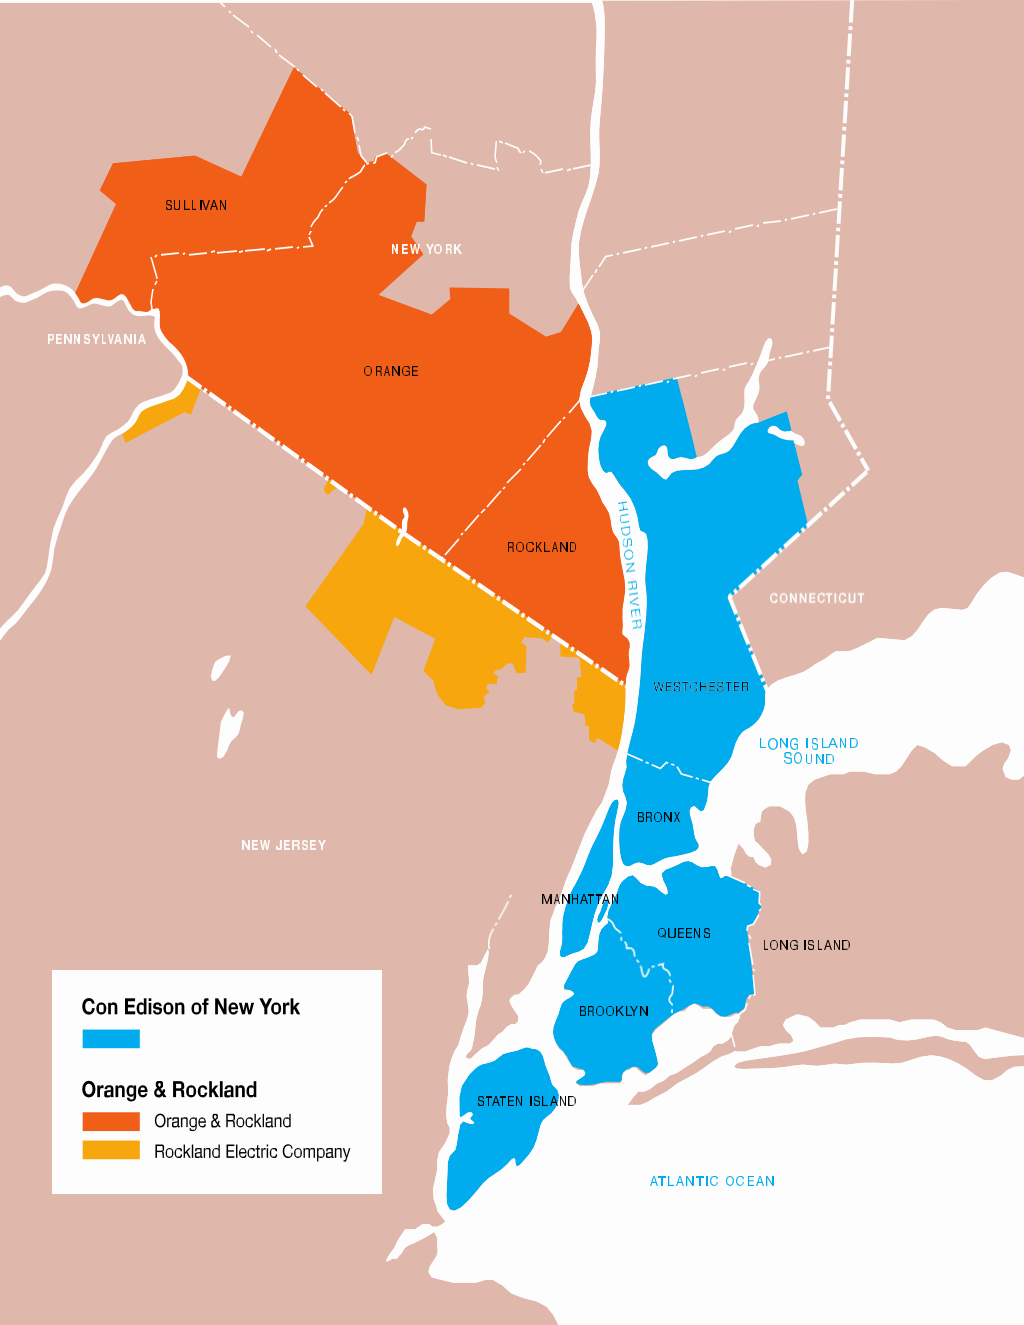 SULLIVAN
NEW YORK
PENNSYLVANIA
ORANGE
HUDSON RIVER
ROCKLAND
CONNECTICUT
WESTCHESTER
LONG ISLAND
SOUND
BRONX
NEW JERSEY
MANHATTAN
QUEENS
LONG ISLAND
BROOKLYN
Con Edison of New York
Orange & Rockland
Orange & Rockland
Rockland Electric Company
STATEN ISLAND
ATLANTIC OCEAN